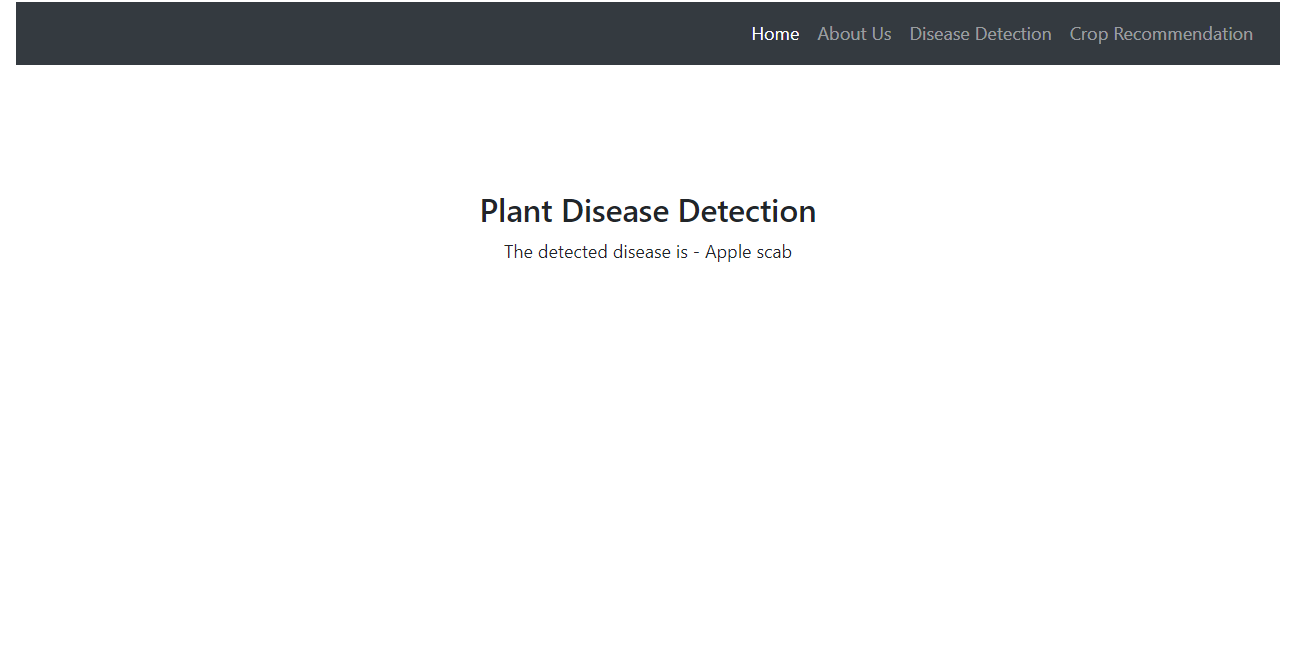 Home About Us Disease Detection Crop Recommendation
Plant Disease Detection
The detected disease is - Apple scab